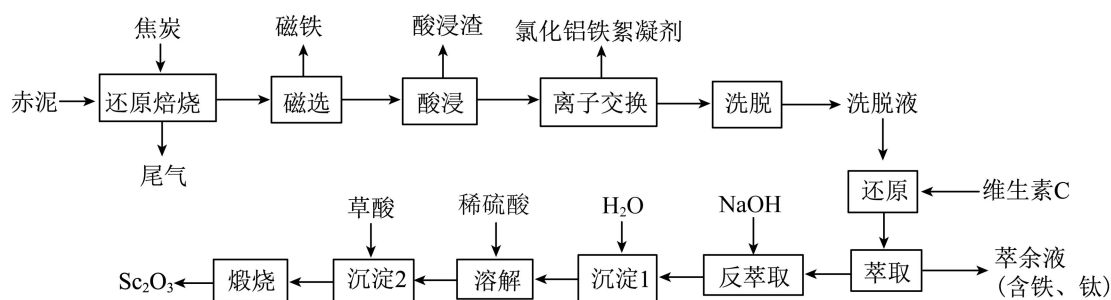 焦炭
磁铁
酸浸渣
氯化铝铁絮凝剂
赤泥
还原焙烧
磁选
酸浸
离子交换
洗脱
洗脱液
尾气
还原
维生素C
草酸
稀硫酸
H₂O
NaOH
Sc₂O₃
煅烧
沉淀2
溶解
沉淀1
反萃取
萃取
萃余液
(含铁、钛)